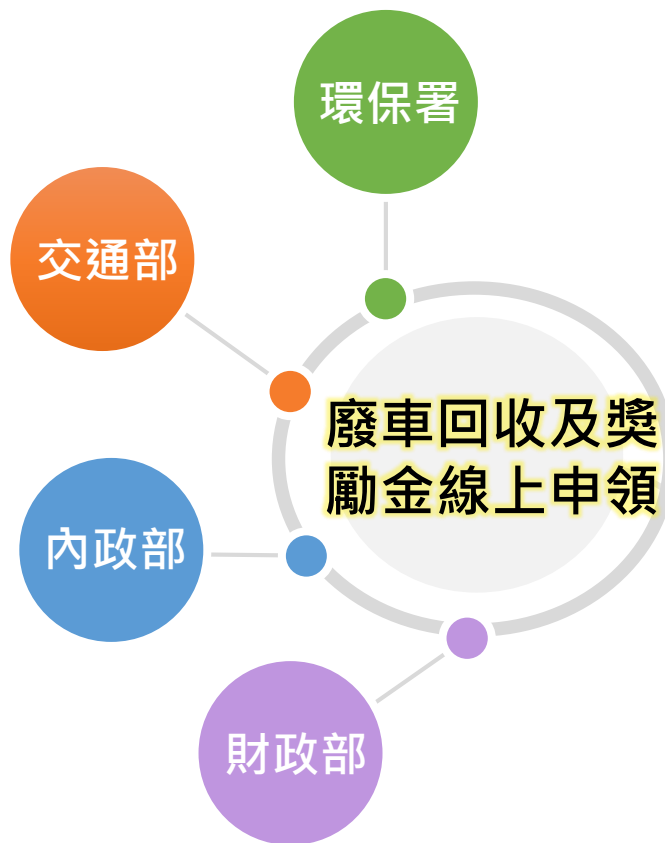 環保署
交通部
廢車回收及獎
勵金線上申領
內政部
財政部